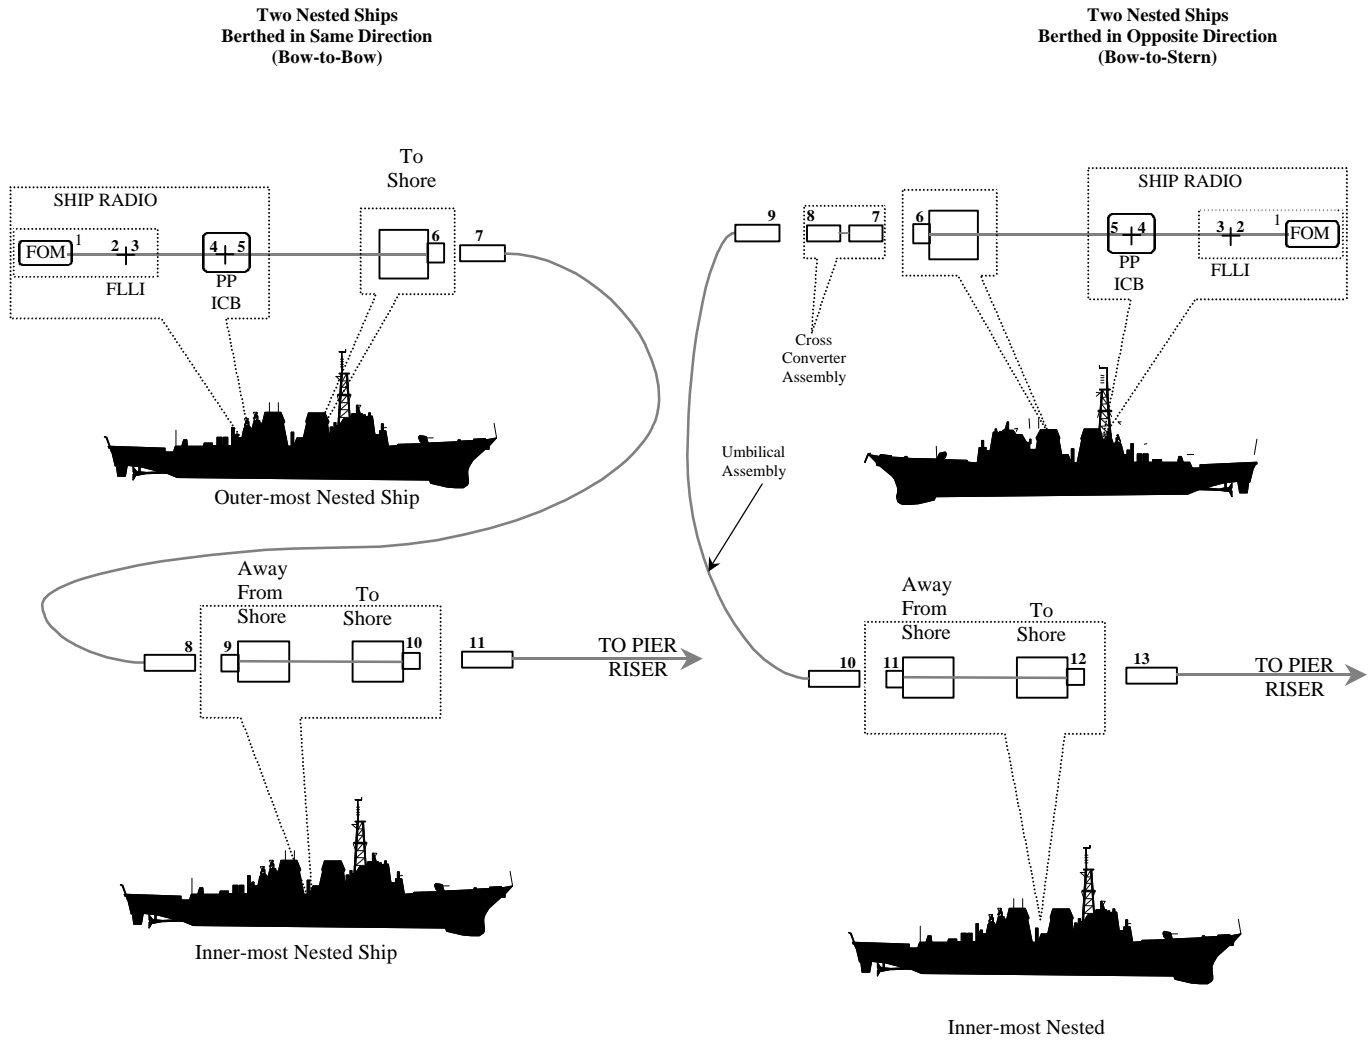 Two Nested Ships
Berthed in Same Direction
(Bow-to-Bow)
To
Shore
SHIP RADIO
FOM
1
2
3
4
5
6
7
FLLI
PP
ICB
Outer-most Nested Ship
Away
From
Shore
To
Shore
8
9
10
11
TO PIER
RISER
Inner-most Nested Ship
Two Nested Ships
Berthed in Opposite Direction
(Bow-to-Stern)
SHIP RADIO
9
8
7
6
5
4
3
2
1
FOM
PP
ICB
FLLI
Cross
Converter
Assembly
Umbilical
Assembly
Away
From
Shore
To
Shore
10
11
12
13
TO PIER
RISER
Inner-most Nested